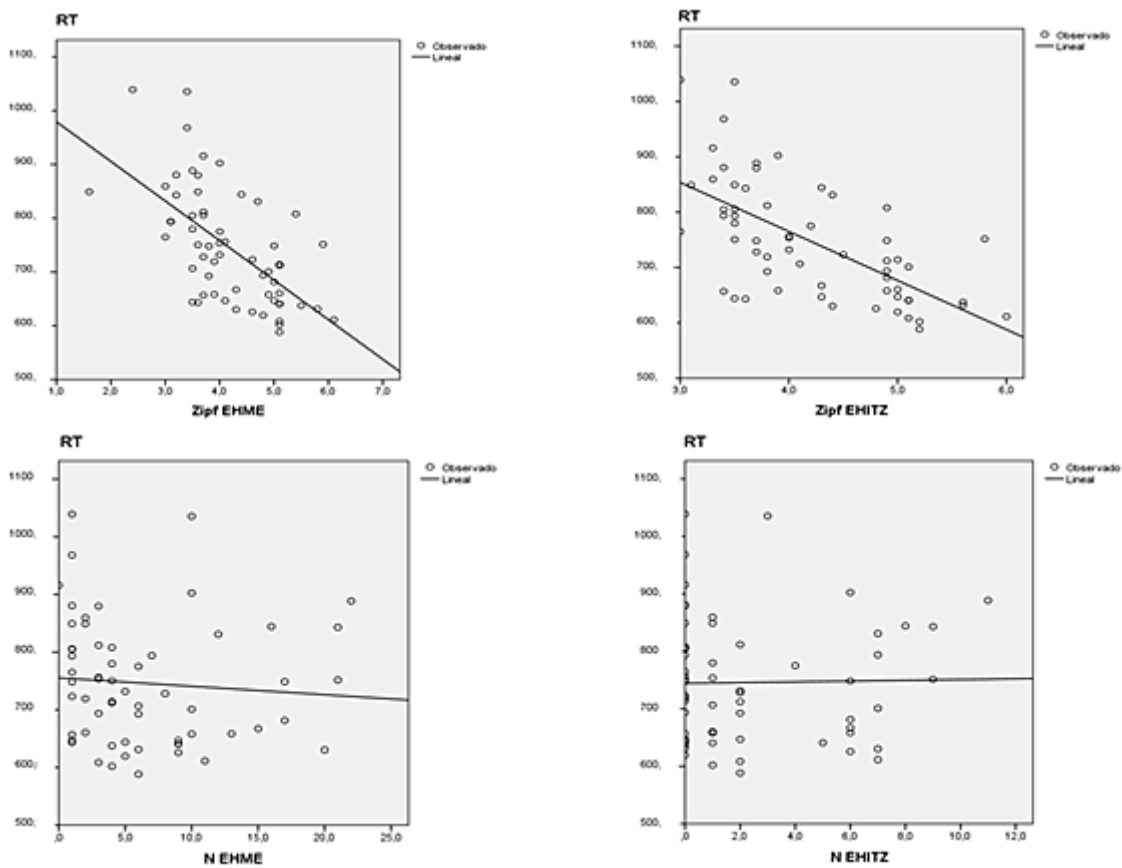 RT
Observado
Lineal
1100,
1000,
900,
800,
700,
600,
500,
1,0 2,0 3,0 4,0 5,0 6,0 7,0
Zipf EHME
RT
Observado
Lineal
1100,
1000,
900,
800,
700,
600,
500,
3,0 4,0 5,0 6,0
Zipf EHITZ
RT
Observado
Lineal
1100,
1000,
900,
800,
700,
600,
500,
,0 5,0 10,0 15,0 20,0 25,0
N EHME
RT
Observado
Lineal
1100,
1000,
900,
800,
700,
600,
500,
,0 2,0 4,0 6,0 8,0 10,0 12,0
N EHITZ